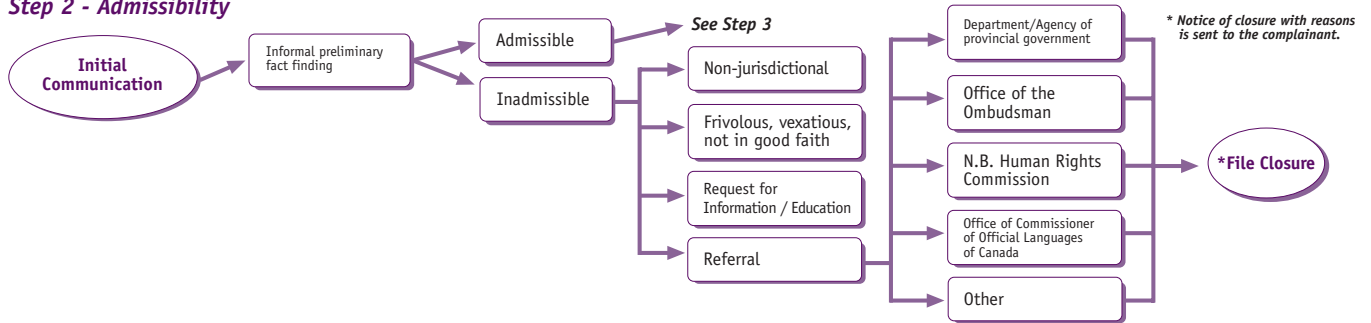 Step 2 - Admissibility
Initial
Communication
Informal preliminary
fact finding
Admissible
Inadmissible
See Step 3
Non-jurisdictional
Frivolous, vexatious,
not in good faith
Request for
Information / Education
Referral
Department/Agency of
provincial government
Office of the
Ombudsman
N.B. Human Rights
Commission
Office of Commissioner
of Official Languages
of Canada
Other
* Notice of closure with reasons
is sent to the complainant.
*File Closure